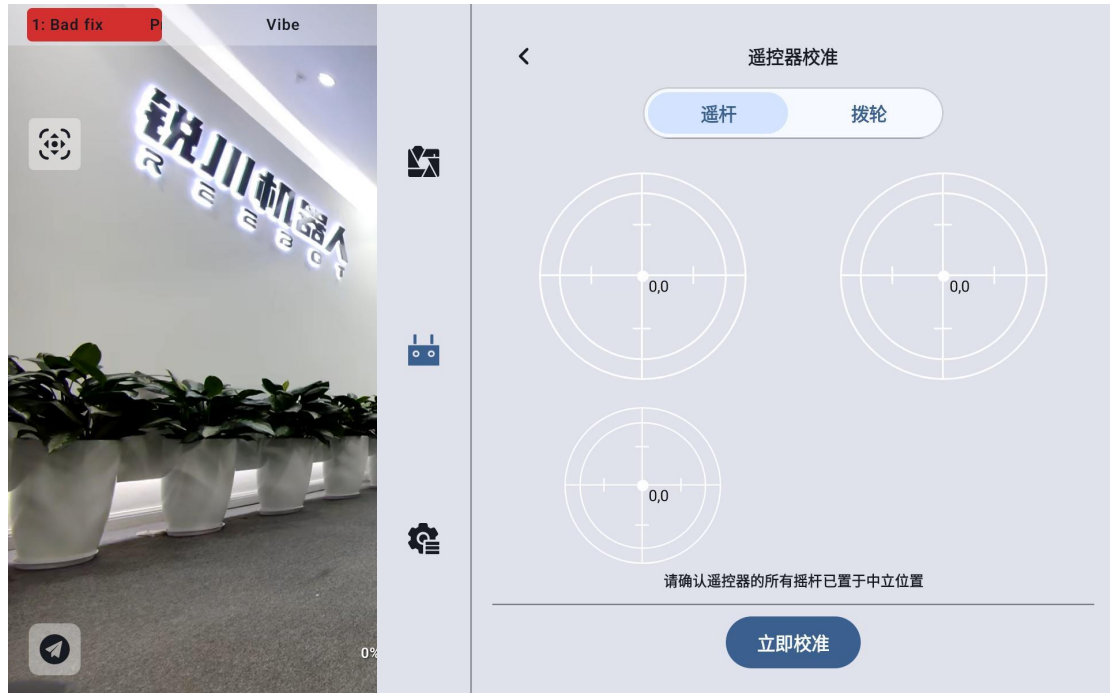 1: Bad fix
Vibe
锐川机器人
REEBOT
0%
遥控器校准
遥杆
拨轮
0,0
0,0
0,0
请确认遥控器的所有摇杆已置于中立位置
立即校准